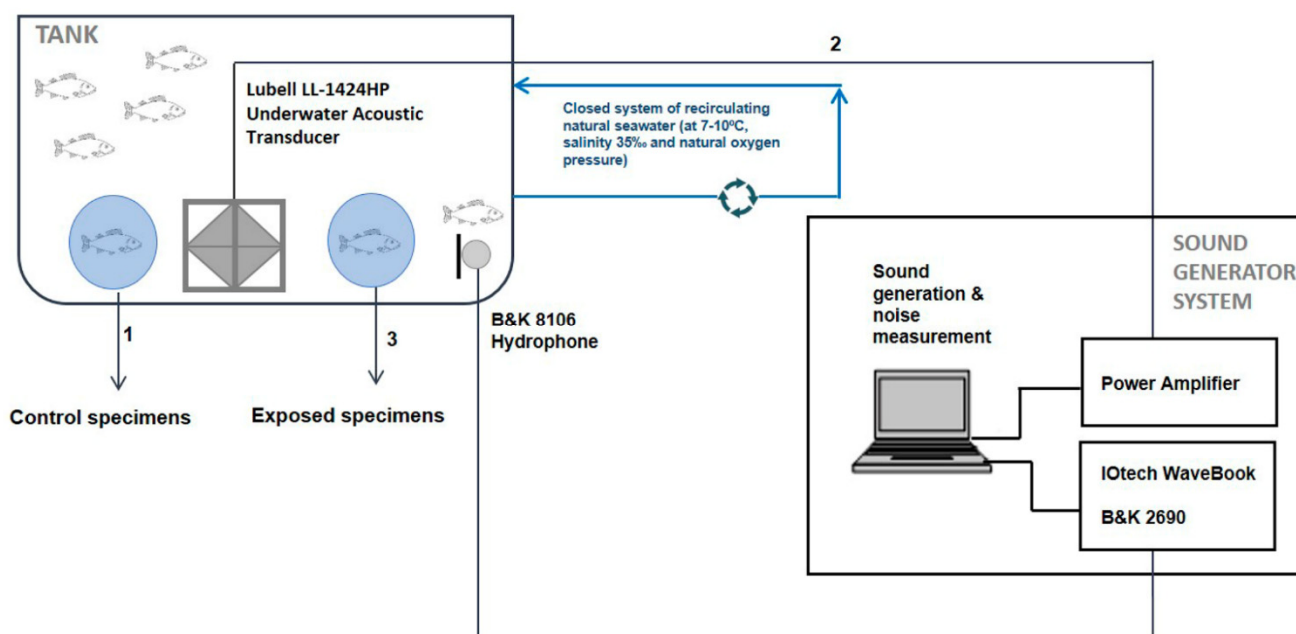 TANK
Lubell LL-1424HP
Underwater Acoustic
Transducer
2
Closed system of recirculating
natural seawater (at 7-10ºC,
salinity 35‰ and natural oxygen
pressure)
1
3
B&K 8106
Hydrophone
Control specimens
Exposed specimens
SOUND
GENERATOR
SYSTEM
Sound
generation &
noise
measurement
Power Amplifier
IOtech WaveBook
B&K 2690